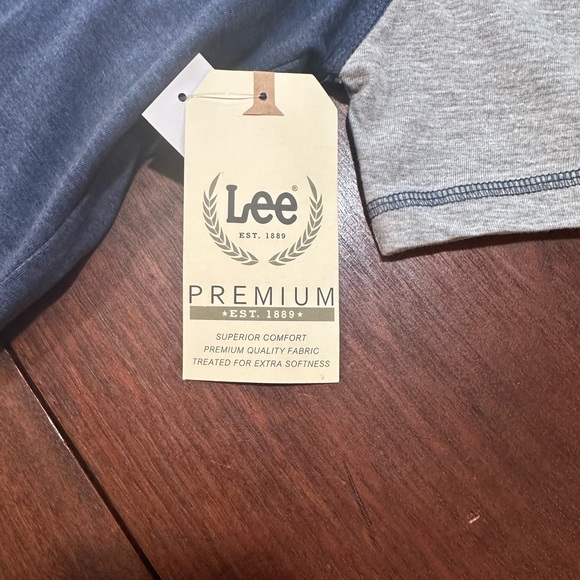 Lee®
EST. 1889
PREMIUM
★EST. 1889★
SUPERIOR COMFORT
PREMIUM QUALITY FABRIC
TREATED FOR EXTRA SOFTNESS